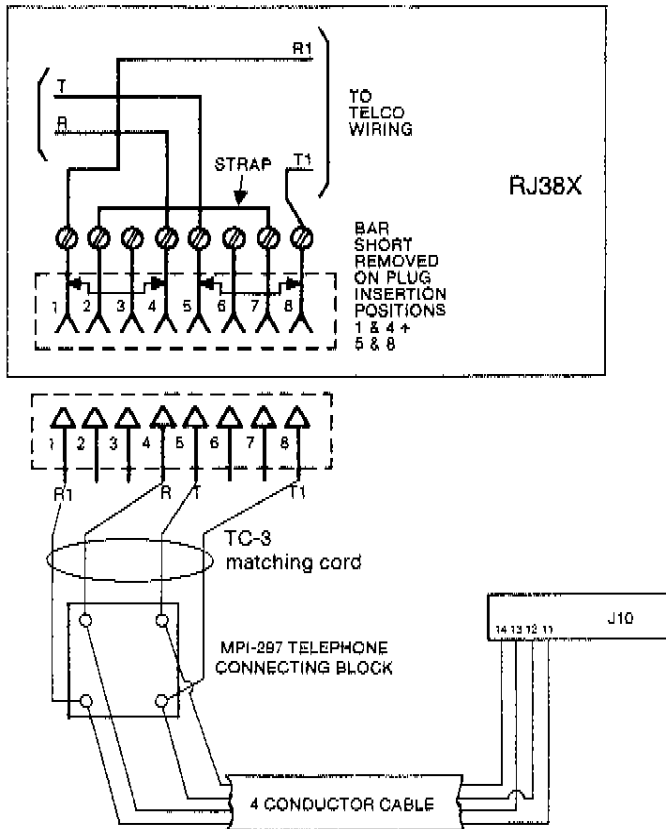 R1
T
TO
TELCO
WIRING
R
STRAP
T1
RJ38X
BAR
SHORT
REMOVED
ON PLUG
INSERTION
POSITIONS
1 & 4 +
5 & 8
1 2 3 4 5 6 7 8
1 2 3 4 5 6 7 8
R1 R T T1
TC-3
matching cord
MPI-297 TELEPHONE
CONNECTING BLOCK
J10
14 13 12 11
4 CONDUCTOR CABLE